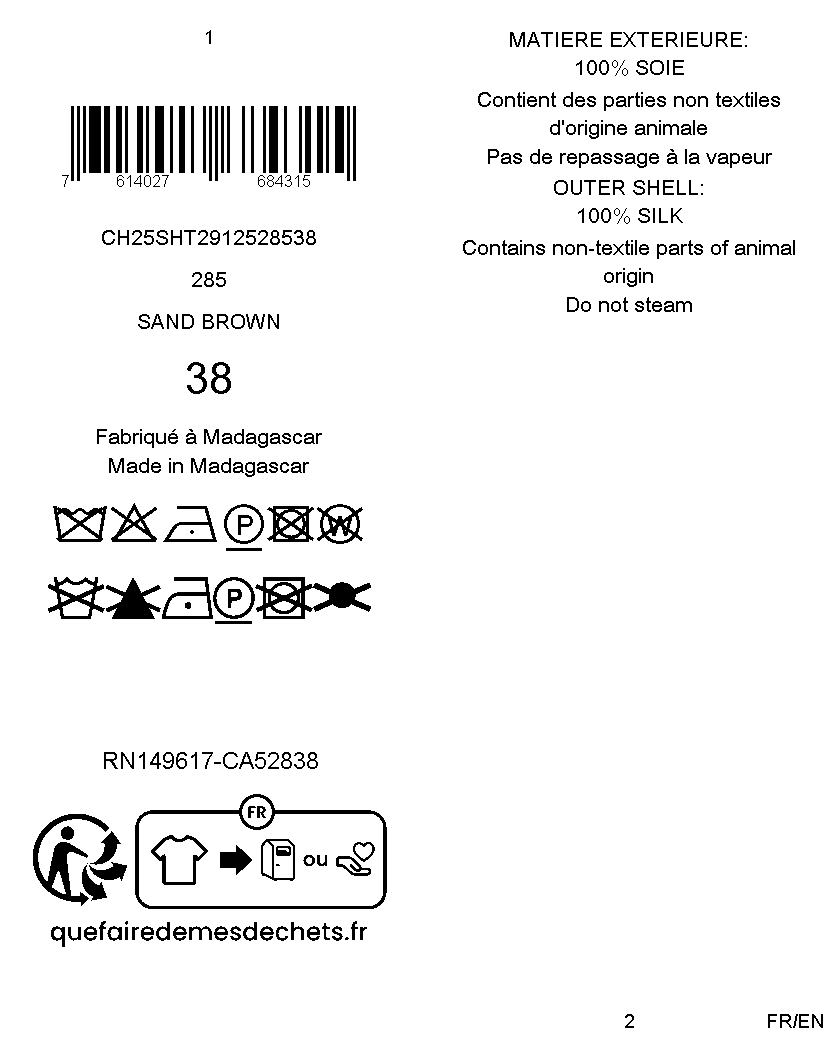 1
7 614027 684315
CH25SHT2912528538
285
SAND BROWN
38
Fabriqué à Madagascar
Made in Madagascar
P W
P
RN149617-CA52838
FR
ou
quefairedemesdechets.fr
MATIERE EXTERIEURE:
100% SOIE
Contient des parties non textiles
d'origine animale
Pas de repassage à la vapeur
OUTER SHELL:
100% SILK
Contains non-textile parts of animal
origin
Do not steam
2
FR/EN